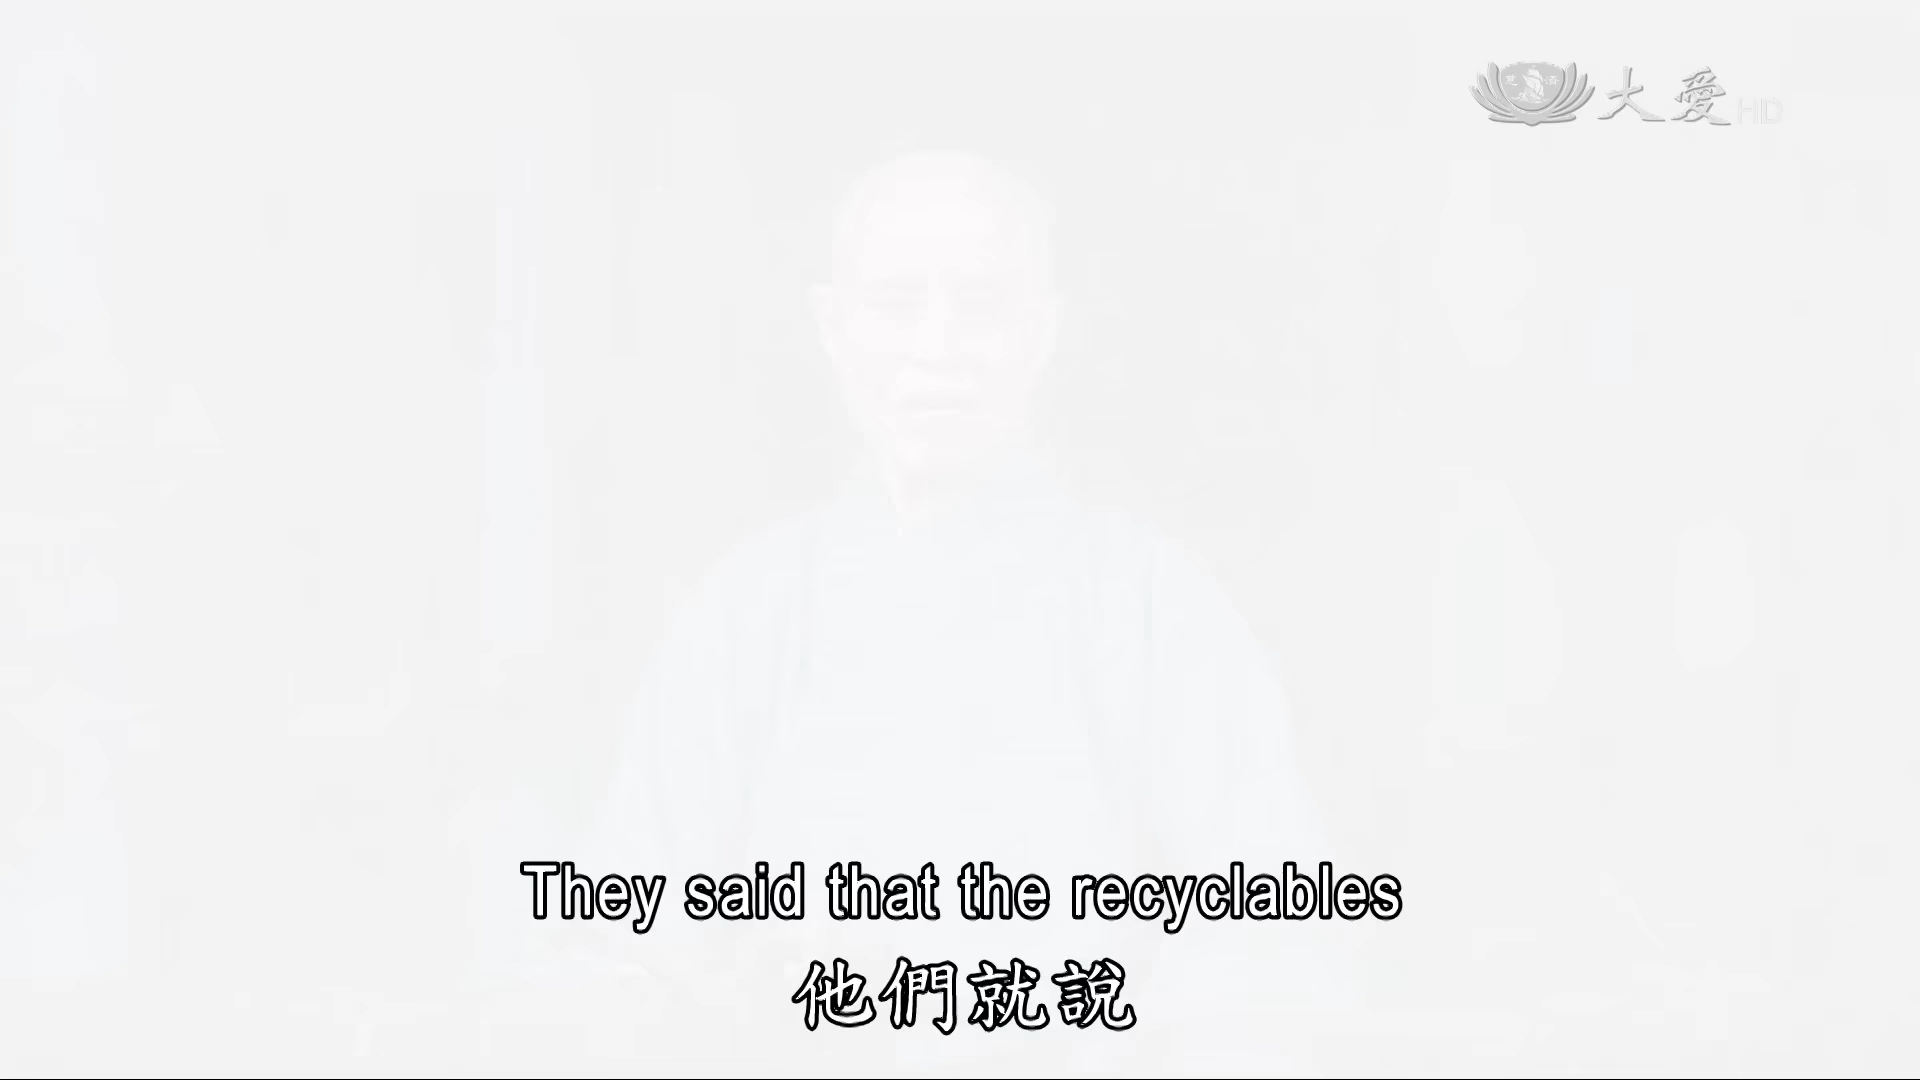 大愛HD
They said that the recyclables
他們就說